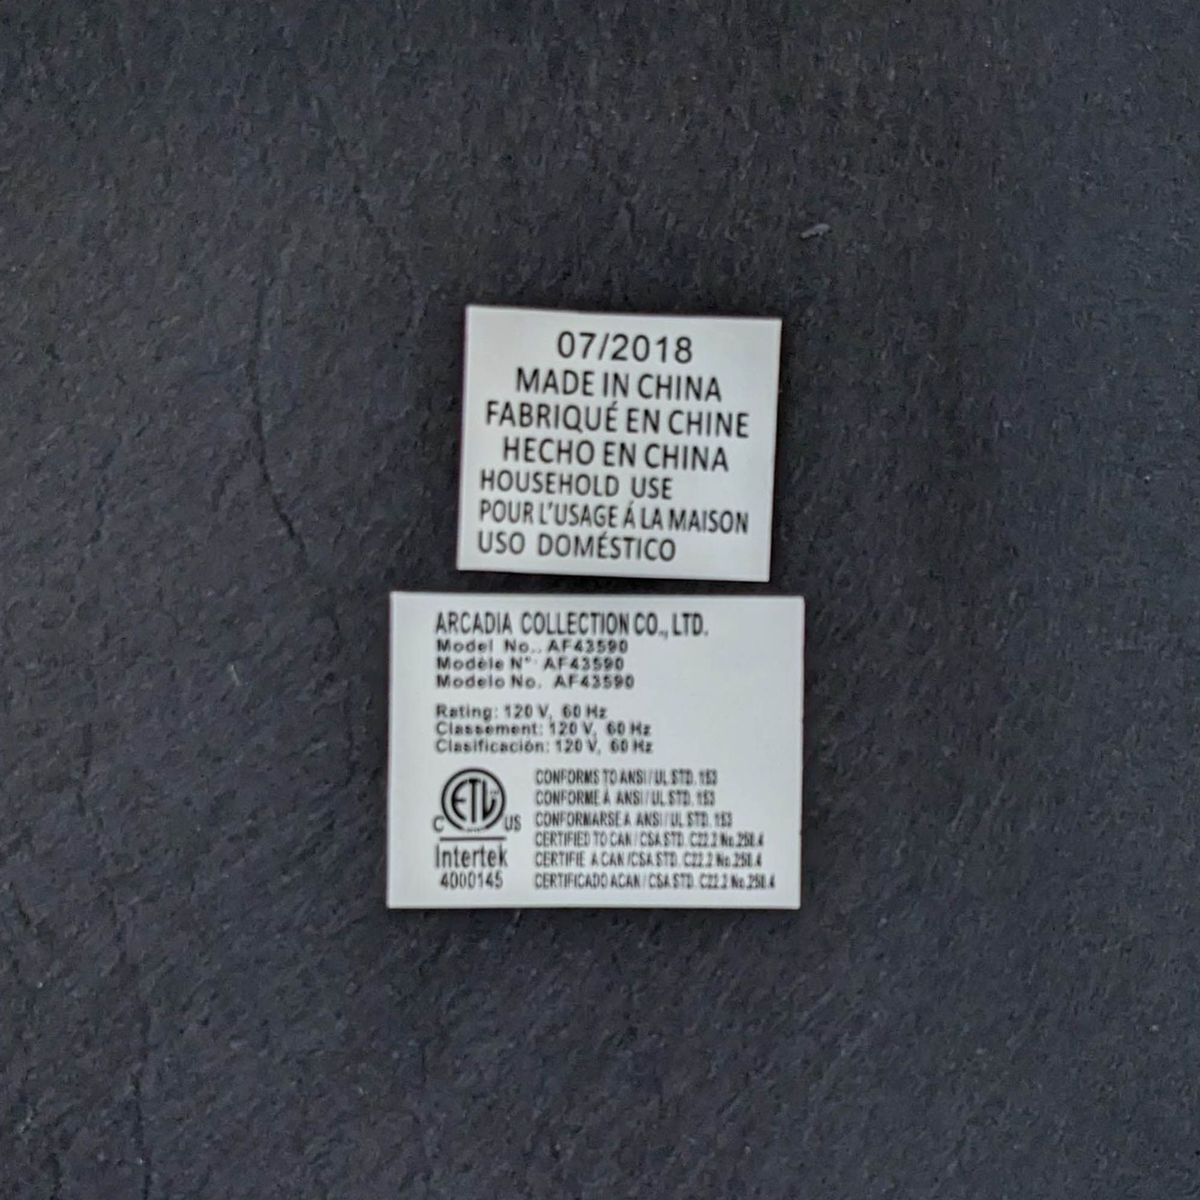 07/2018
MADE IN CHINA
FABRIQUÉ EN CHINE
HECHO EN CHINA
HOUSEHOLD USE
POUR L'USAGE Á LA MAISON
USO DOMÉSTICO
ARCADIA COLLECTION CO., LTD.
Model No.. AF43590
Modèle N° AF43590
Modelo No. AF43590
Rating: 120 V, 60 Hz
Classement: 120 V, 60 Hz
Clasificación: 120 V, 60 Hz
ETL
C US
Intertek
4000145
CONFORMS TO ANSI/UL STD. 153
CONFORME À ANSI/UL STD. 153
CONFORMARSE A ANSI/UL STD. 153
CERTIFIED TO CAN/CSA STD. C22.2 No.250.4
CERTIFIE A CAN/CSA STD. C22.2 No.250.4
CERTIFICADO A CAN/CSA STD. C22.2 No.250.4